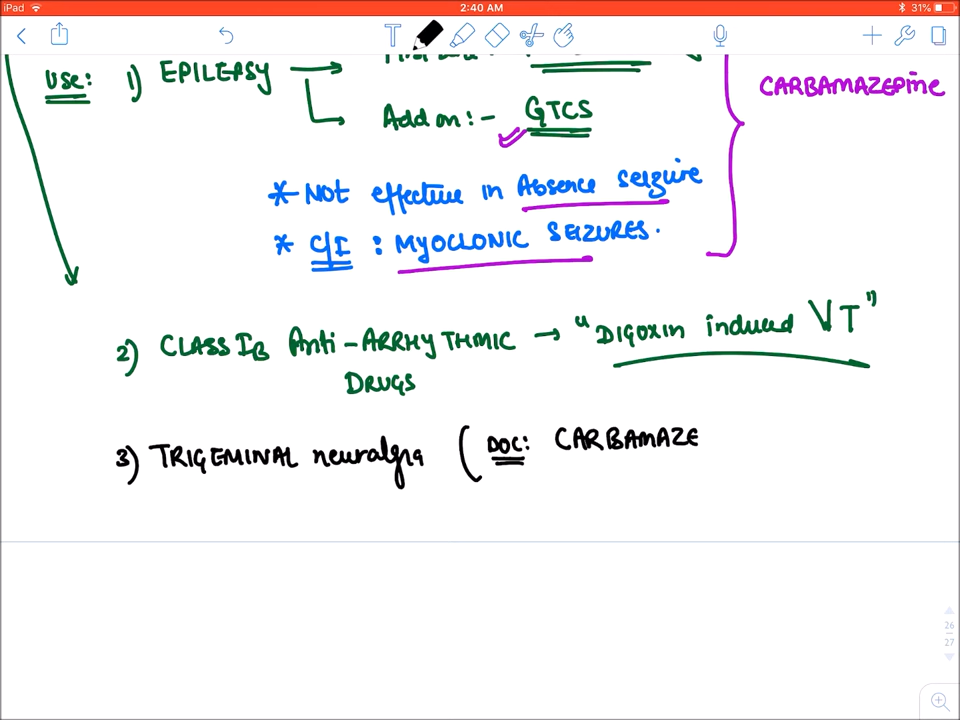 iPad 2:40 AM 31%
T
USE: 1) EPILEPSY
CARBAMAZEPine
Add on :- GTCS
* NOT effective in Absence Seizure
* C/I : MYOCLONIC SEIZURES.
2) CLASS IB Anti-ARRHYTHMIC → "DIGOXIN induced VT"
DRUGS
3) TRIGEMINAL neuralgia (DOC: CARBAMAZE
26
27